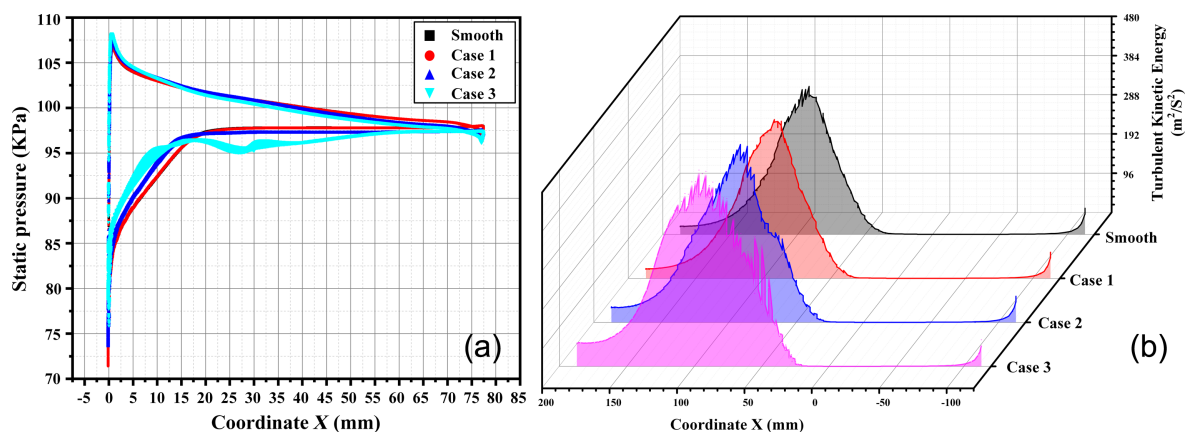 110
105
100
95
90
85
80
75
70
Static pressure (KPa)
Smooth
Case 1
Case 2
Case 3
(a)
-5 0 5 10 15 20 25 30 35 40 45 50 55 60 65 70 75 80 85
Coordinate X (mm)
480
384
288
192
96
Turbulent Kinetic Energy
(m²/S²)
Smooth
Case 1
Case 2
Case 3
(b)
200 150 100 50 0 -50 -100
Coordinate X (mm)